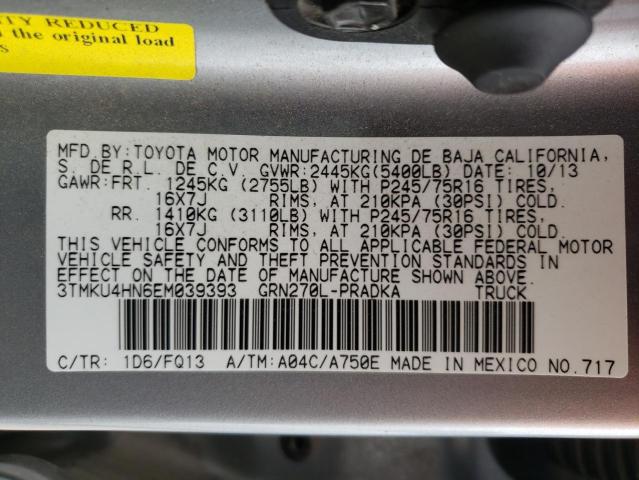 TY REDUCED
the original load
S
MFD. BY: TOYOTA MOTOR MANUFACTURING DE BAJA CALIFORNIA,
S. DE R.L. DE C.V. GVWR:2445KG(5400LB) DATE: 10/13
GAWR:FRT. 1245KG (2755LB) WITH P245/75R16 TIRES,
16X7J RIMS, AT 210KPA (30PSI) COLD.
RR. 1410KG (3110LB) WITH P245/75R16 TIRES,
16X7J RIMS, AT 210KPA (30PSI) COLD.
THIS VEHICLE CONFORMS TO ALL APPLICABLE FEDERAL MOTOR
VEHICLE SAFETY AND THEFT PREVENTION STANDARDS IN
EFFECT ON THE DATE OF MANUFACTURE SHOWN ABOVE.
3TMKU4HN6EM039393 GRN270L-PRADKA TRUCK
C/TR: 1D6/FQ13 A/TM:A04C/A750E MADE IN MEXICO NO.717